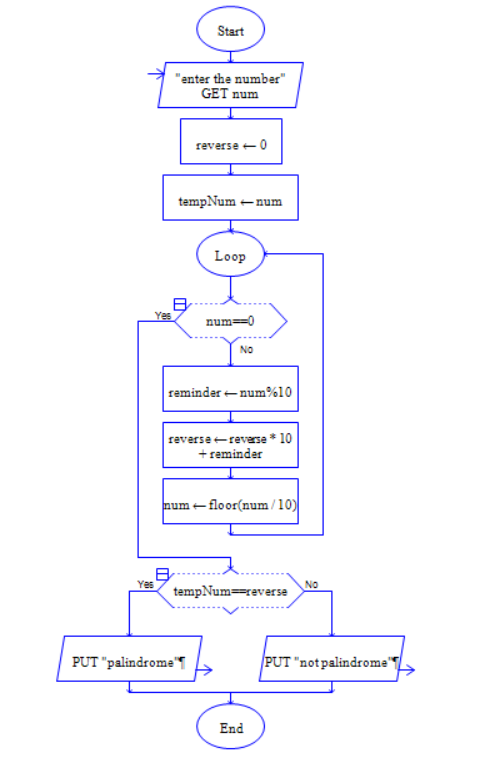 Start
"enter the number"
GET num
reverse ← 0
tempNum ← num
Loop
Yes
num==0
No
reminder ← num%10
reverse ← reverse * 10
+ reminder
num ← floor(num / 10)
Yes
tempNum==reverse
No
PUT "palindrome"¶
PUT "not palindrome"¶
End